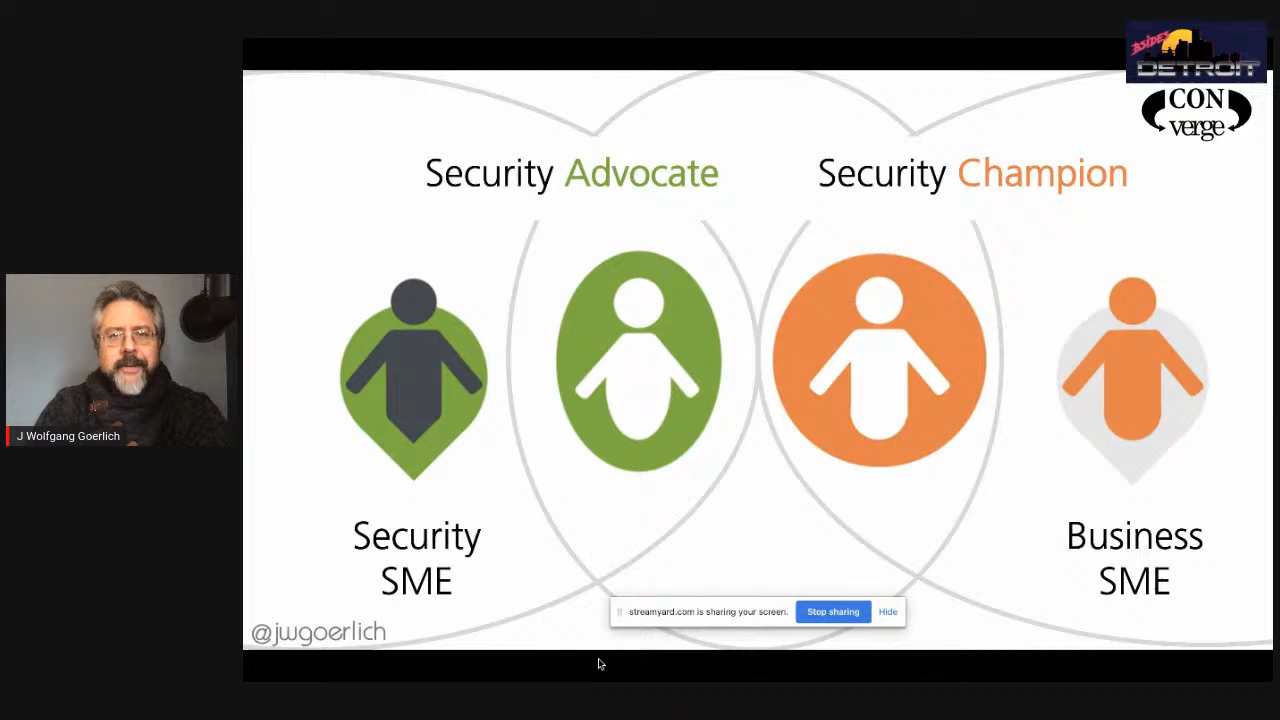 BSIDES
DETROIT
CON
verge
Security Advocate
Security Champion
J Wolfgang Goerlich
Security
SME
Business
SME
streamyard.com is sharing your screen.
Stop sharing
Hide
@jwgoerlich